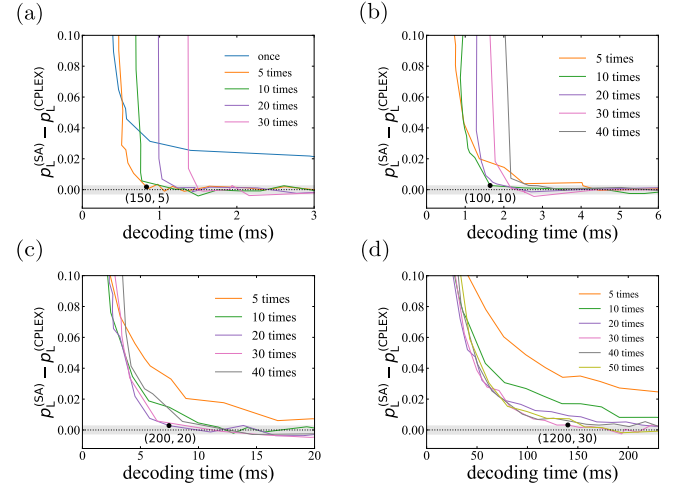 (a)
p_L^(SA) − p_L^(CPLEX)
0.10
0.08
0.06
0.04
0.02
0.00
once
5 times
10 times
20 times
30 times
(150, 5)
0 1 2 3
decoding time (ms)
(b)
p_L^(SA) − p_L^(CPLEX)
0.10
0.08
0.06
0.04
0.02
0.00
5 times
10 times
20 times
30 times
40 times
(100, 10)
0 1 2 3 4 5 6
decoding time (ms)
(c)
p_L^(SA) − p_L^(CPLEX)
0.10
0.08
0.06
0.04
0.02
0.00
5 times
10 times
20 times
30 times
40 times
(200, 20)
0 5 10 15 20
decoding time (ms)
(d)
p_L^(SA) − p_L^(CPLEX)
0.10
0.08
0.06
0.04
0.02
0.00
5 times
10 times
20 times
30 times
40 times
50 times
(1200, 30)
0 50 100 150 200
decoding time (ms)